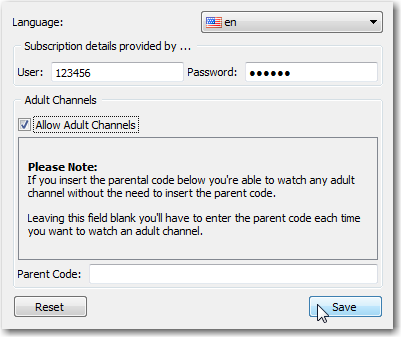 Language: en
Subscription details provided by ...
User: 123456 Password: ●●●●●●
Adult Channels
Allow Adult Channels
Please Note:
If you insert the parental code below you're able to watch any adult
channel without the need to insert the parent code.
Leaving this field blank you'll have to enter the parent code each time
you want to watch an adult channel.
Parent Code:
Reset Save